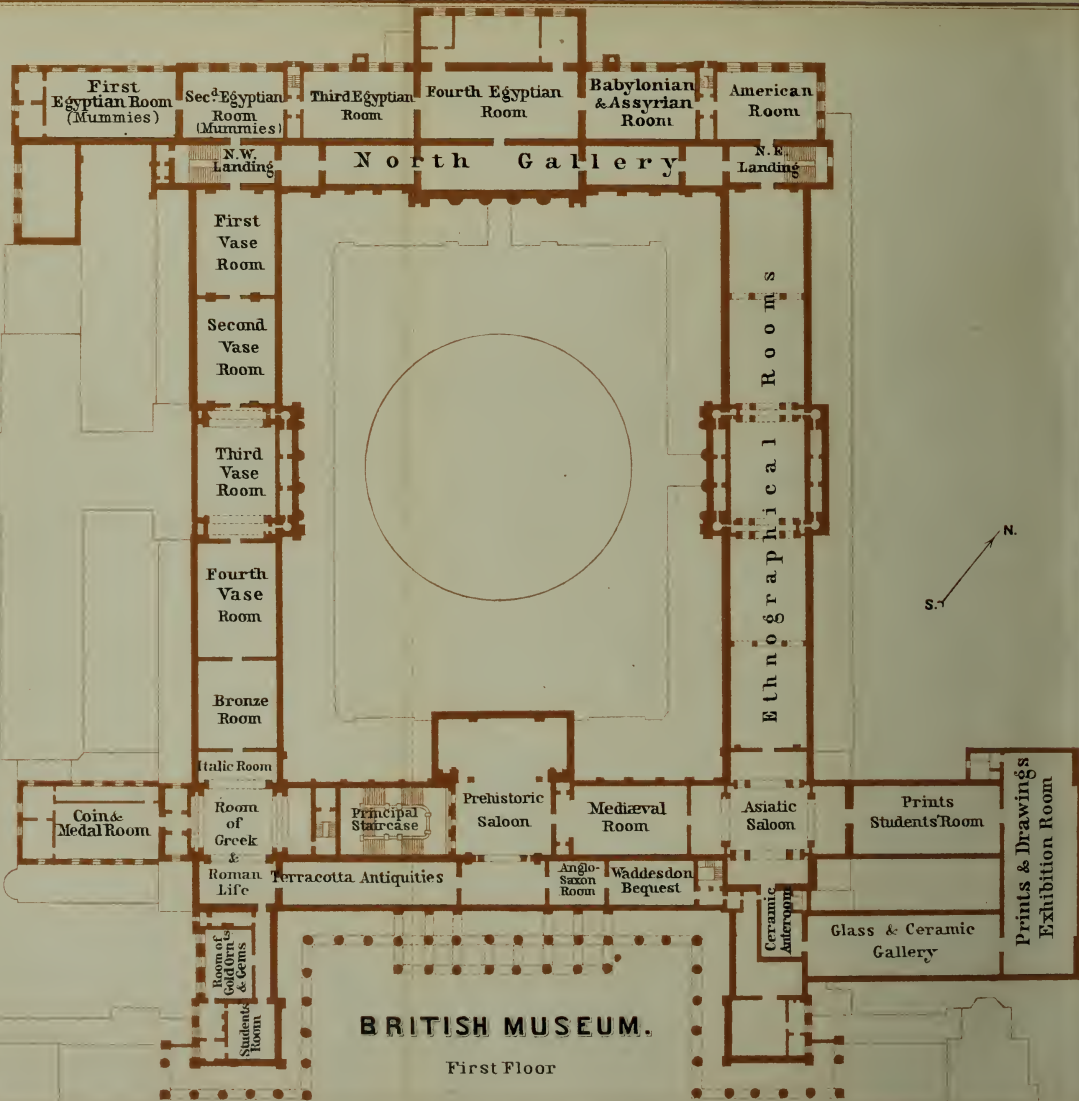 First
Egyptian Room
(Mummies)
Sec.d Egyptian
Room
(Mummies)
Third Egyptian
Room
Fourth Egyptian
Room
Babylonian
& Assyrian
Room
American
Room
N.W.
Landing
North Gallery
N.E.
Landing
First
Vase
Room
Second
Vase
Room
Third
Vase
Room
Fourth
Vase
Room
Bronze
Room
Italic Room
Ethnographical Rooms
N.
S.
Coin &
Medal Room
Room
of
Greek
&
Roman
Life
Principal
Staircase
Prehistoric
Saloon
Mediæval
Room
Asiatic
Saloon
Prints
Students' Room
Prints & Drawings
Exhibition Room
Terracotta Antiquities
Anglo-
Saxon
Room
Waddesdon
Bequest
Ceramic
Anteroom
Glass & Ceramic
Gallery
Room of
Gold Orn.ts
& Gems
Students'
Room
BRITISH MUSEUM.
First Floor